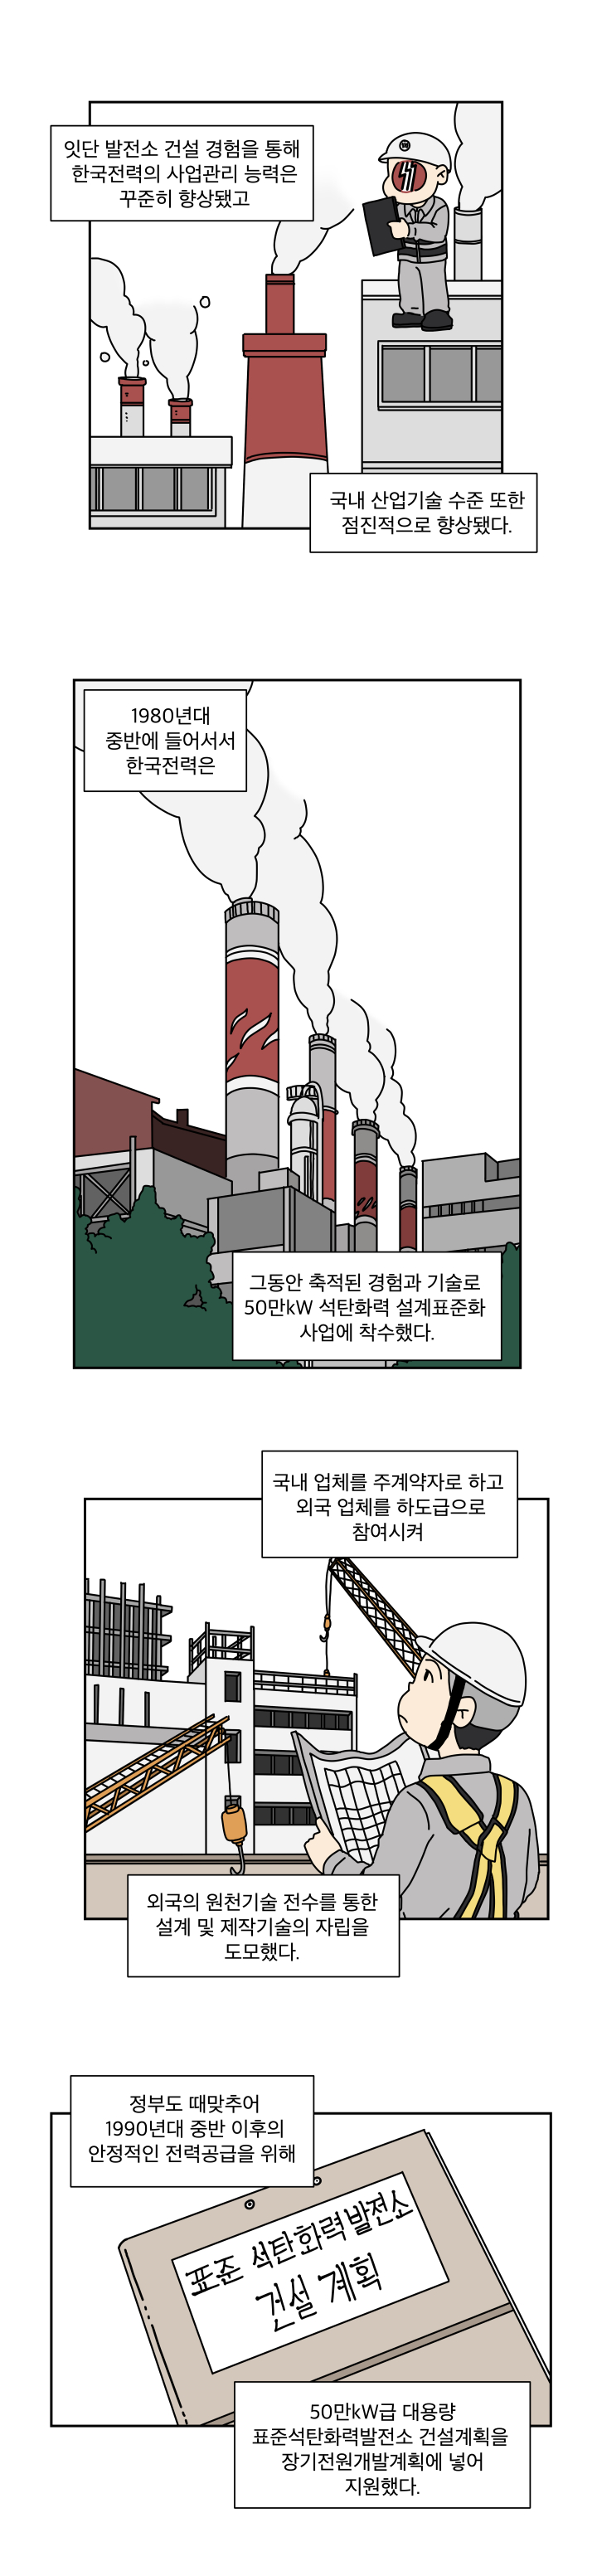 잇단 발전소 건설 경험을 통해
한국전력의 사업관리 능력은
꾸준히 향상됐고
국내 산업기술 수준 또한
점진적으로 향상됐다.
1980년대
중반에 들어서서
한국전력은
그동안 축적된 경험과 기술로
50만kW 석탄화력 설계표준화
사업에 착수했다.
국내 업체를 주계약자로 하고
외국 업체를 하도급으로
참여시켜
외국의 원천기술 전수를 통한
설계 및 제작기술의 자립을
도모했다.
정부도 때맞추어
1990년대 중반 이후의
안정적인 전력공급을 위해
표준 석탄화력발전소
건설 계획
50만kW급 대용량
표준석탄화력발전소 건설계획을
장기전원개발계획에 넣어
지원했다.